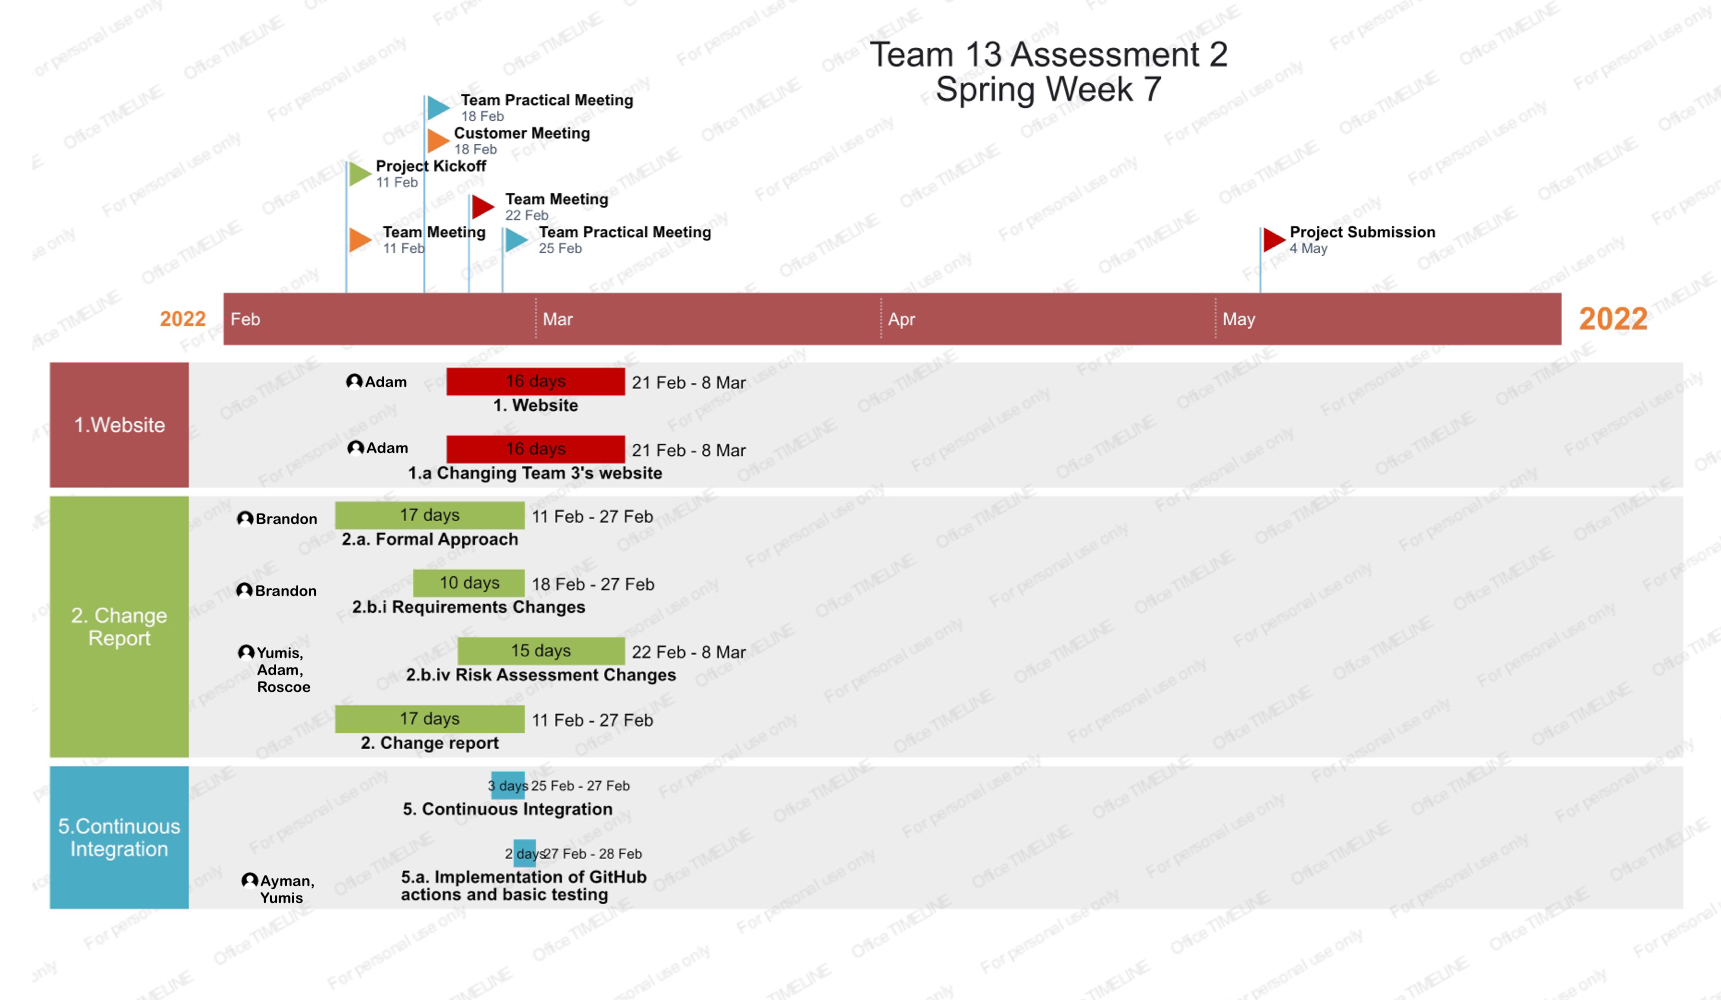 Team 13 Assessment 2
Spring Week 7
Team Practical Meeting
18 Feb
Customer Meeting
18 Feb
Project Kickoff
11 Feb
Team Meeting
22 Feb
Team Meeting
11 Feb
Team Practical Meeting
25 Feb
Project Submission
4 May
2022
Feb
Mar
Apr
May
2022
1.Website
Adam
16 days
21 Feb - 8 Mar
1. Website
Adam
16 days
21 Feb - 8 Mar
1.a Changing Team 3's website
2. Change
Report
Brandon
17 days
11 Feb - 27 Feb
2.a. Formal Approach
Brandon
10 days
18 Feb - 27 Feb
2.b.i Requirements Changes
Yumis,
Adam,
Roscoe
15 days
22 Feb - 8 Mar
2.b.iv Risk Assessment Changes
17 days
11 Feb - 27 Feb
2. Change report
5.Continuous
Integration
3 days
25 Feb - 27 Feb
5. Continuous Integration
2 days
27 Feb - 28 Feb
5.a. Implementation of GitHub
actions and basic testing
Ayman,
Yumis
For personal use only
Office TIMELINE